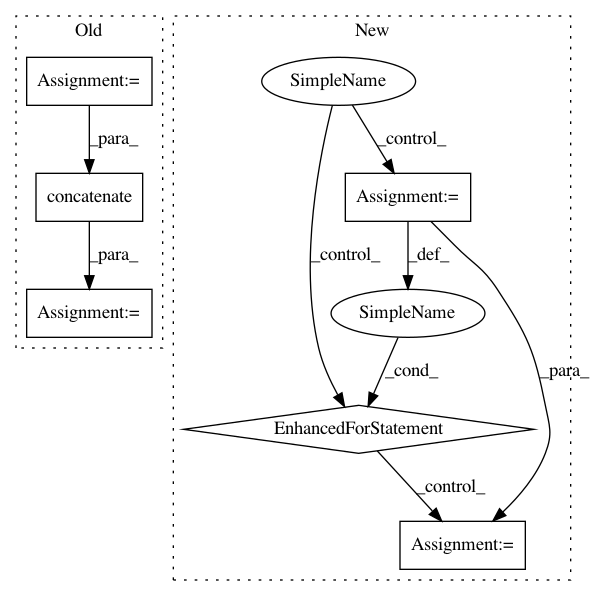 Old
New
Assignment:=
SimpleName
_para_
_control_
concatenate
Assignment:=
_para_
_control_
_def_
Assignment:=
SimpleName
_cond_
_para_
EnhancedForStatement
_control_
Assignment:=